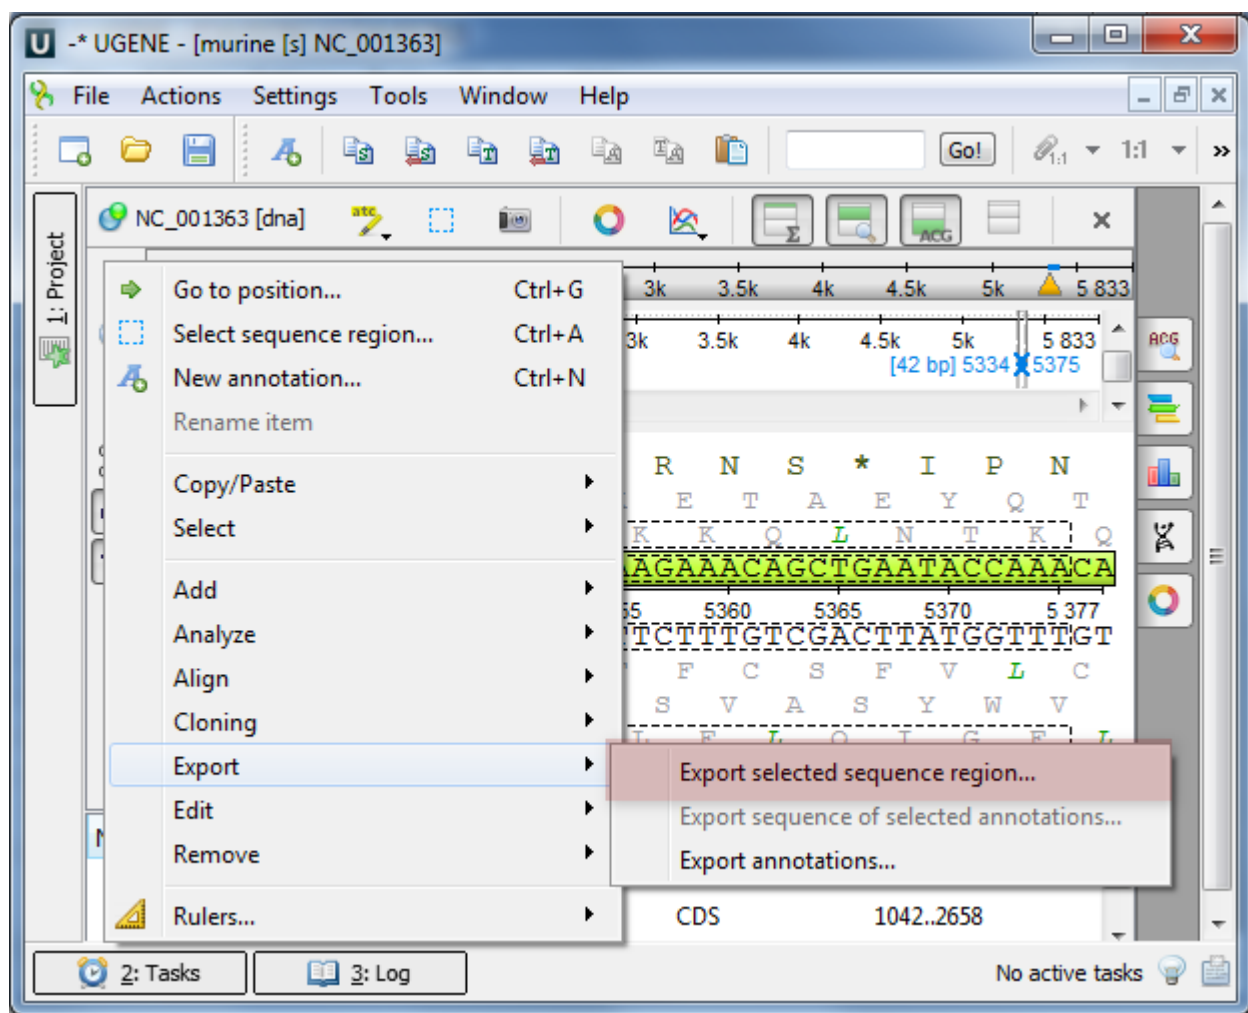 U -* UGENE - [murine [s] NC_001363]
File Actions Settings Tools Window Help
Go! 1:1 1:1 »
1: Project
NC_001363 [dna]
Go to position... Ctrl+G 3k 3.5k 4k 4.5k 5k 5 833
Select sequence region... Ctrl+A 3k 3.5k 4k 4.5k 5k 5 833
[42 bp] 5334 5375
New annotation... Ctrl+N
Rename item
Copy/Paste R N S * I P N
E T A E Y Q T
Select K K Q L N T K Q
AAGAAACAGCTGAATACCAAACA
Add 5360 5365 5370 5 377
Analyze TTCTTTGTCGACTTATGGTTTGT
Align F C S F V L C
S V A S Y W V
Cloning L F L Q I G F L
Export Export selected sequence region...
Edit Export sequence of selected annotations...
Remove Export annotations...
Rulers... CDS 1042..2658
2: Tasks 3: Log No active tasks